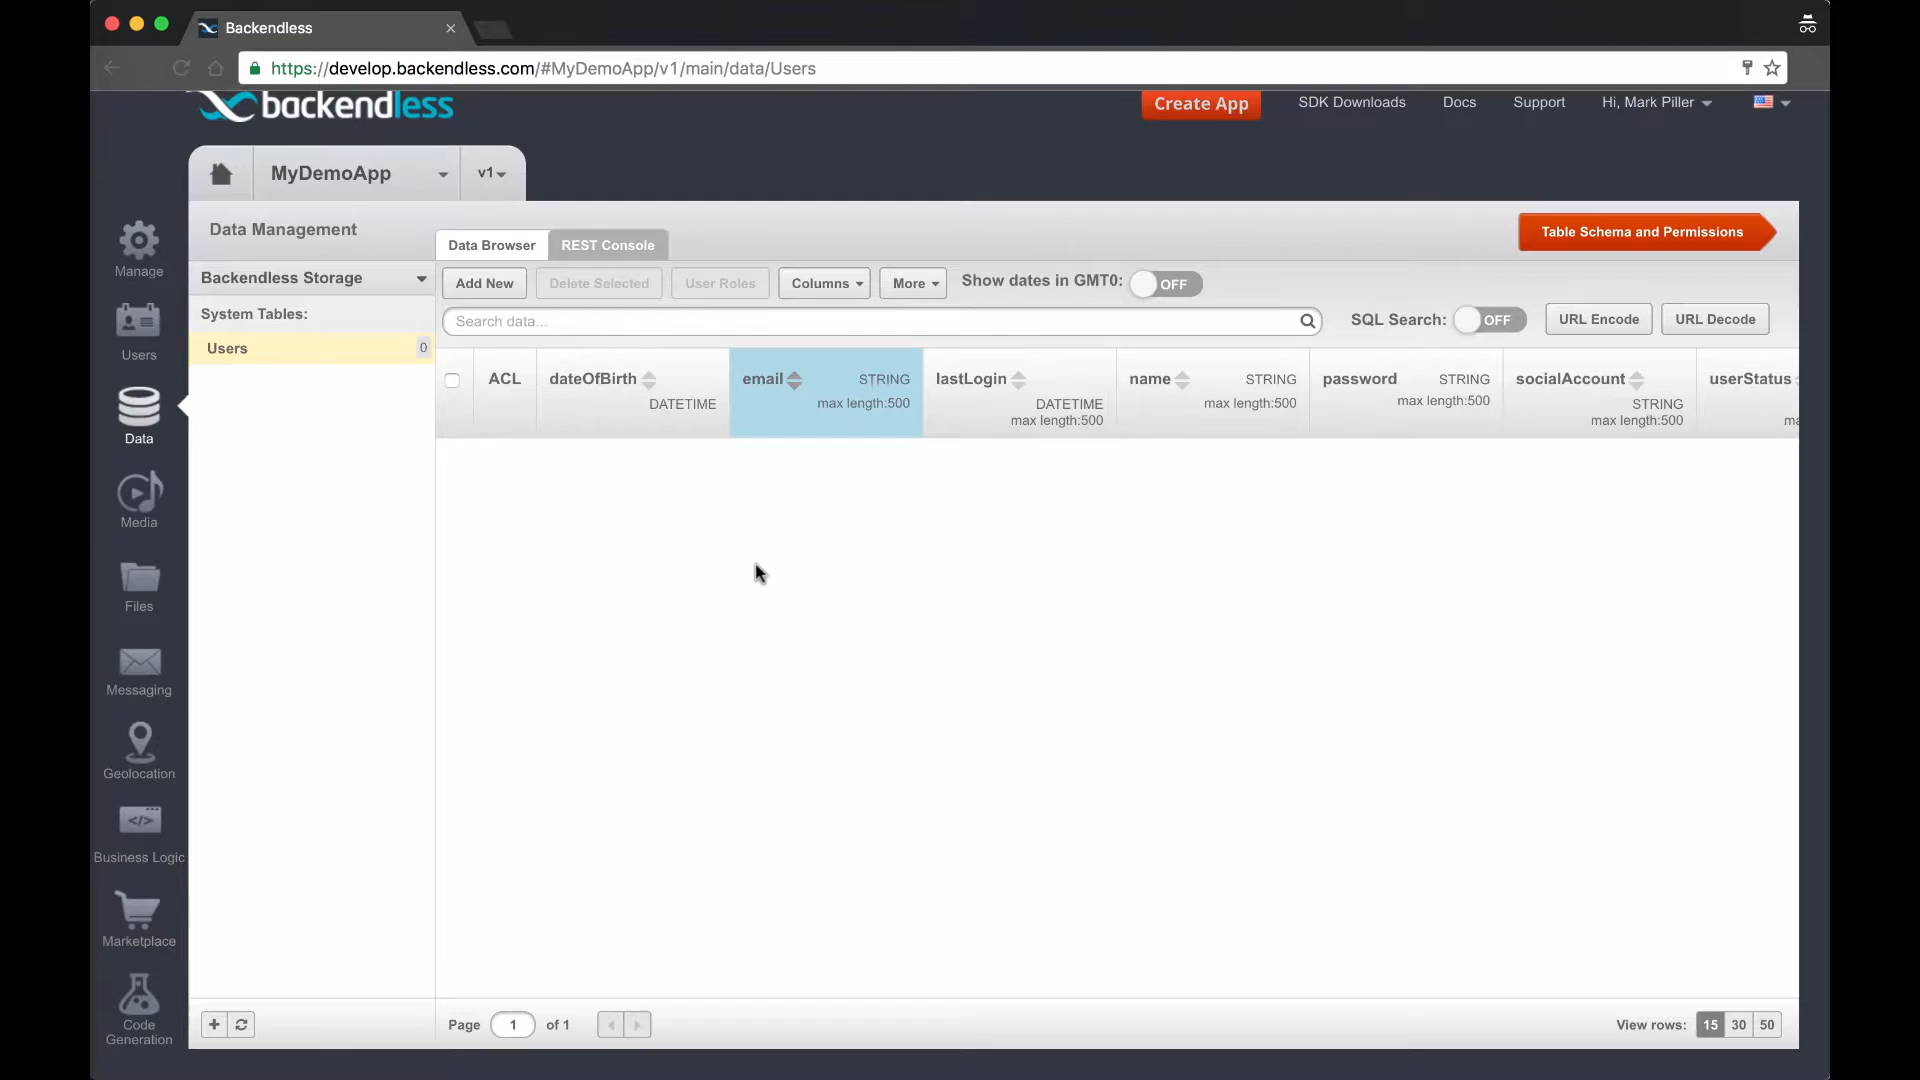 Backendless
https://develop.backendless.com/#MyDemoApp/v1/main/data/Users
backendless
Create App
SDK Downloads
Docs
Support
Hi, Mark Piller
MyDemoApp
v1
Manage
Users
Data
Media
Files
Messaging
Geolocation
Business Logic
Marketplace
Code
Generation
Data Management
Data Browser
REST Console
Table Schema and Permissions
Backendless Storage
System Tables:
Users
0
Add New
Delete Selected
User Roles
Columns
More
Show dates in GMT0:
OFF
Search data...
SQL Search:
OFF
URL Encode
URL Decode
ACL
dateOfBirth
DATETIME
email
STRING
max length:500
lastLogin
DATETIME
max length:500
name
STRING
max length:500
password
STRING
max length:500
socialAccount
STRING
max length:500
userStatus
Page
1
of 1
View rows:
15
30
50